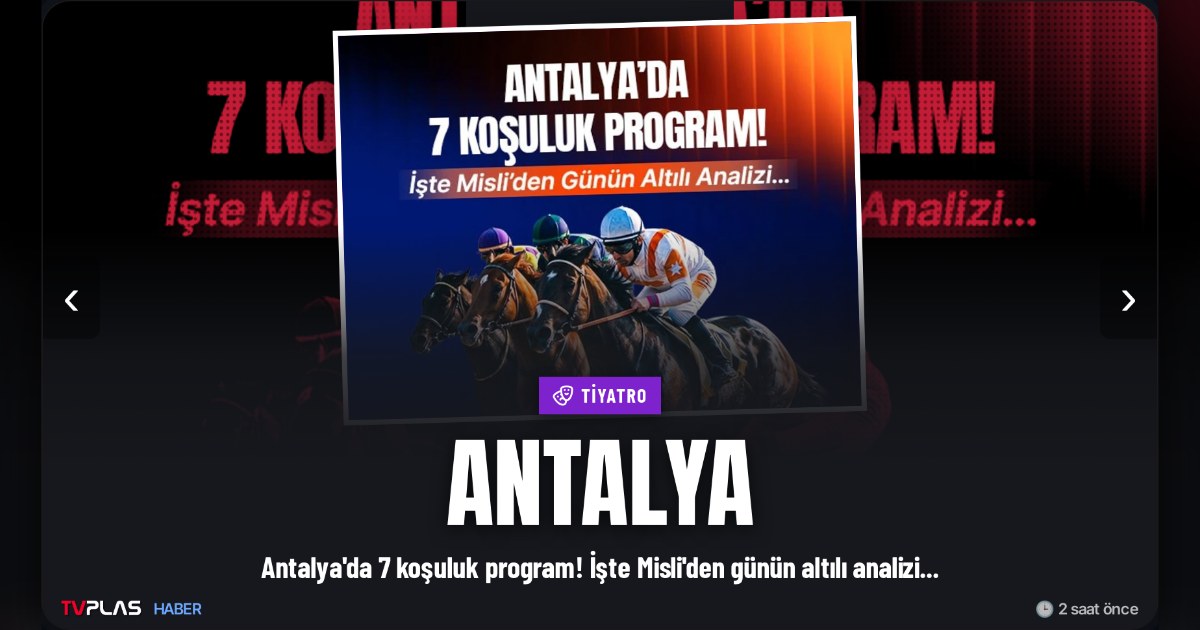 ANTALYA'DA
7 KOŞULUK PROGRAM!
İşte Misli'den Günün Altılı Analizi...
TİYATRO
ANTALYA
Antalya'da 7 koşuluk program! İşte Misli'den günün altılı analizi...
TVPLAS HABER
2 saat önce